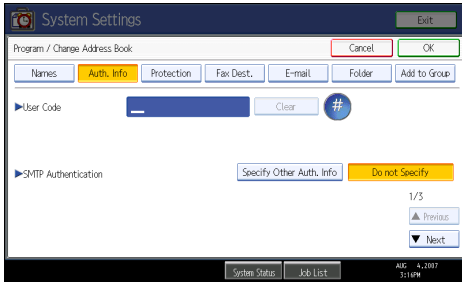 System Settings Exit
Program / Change Address Book Cancel OK
Names Auth. Info Protection Fax Dest. E-mail Folder Add to Group
▶User Code Clear #
▶SMTP Authentication Specify Other Auth. Info Do not Specify
1/3
▲ Previous
▼ Next
System Status Job List AUG 4,2007
3:16PM